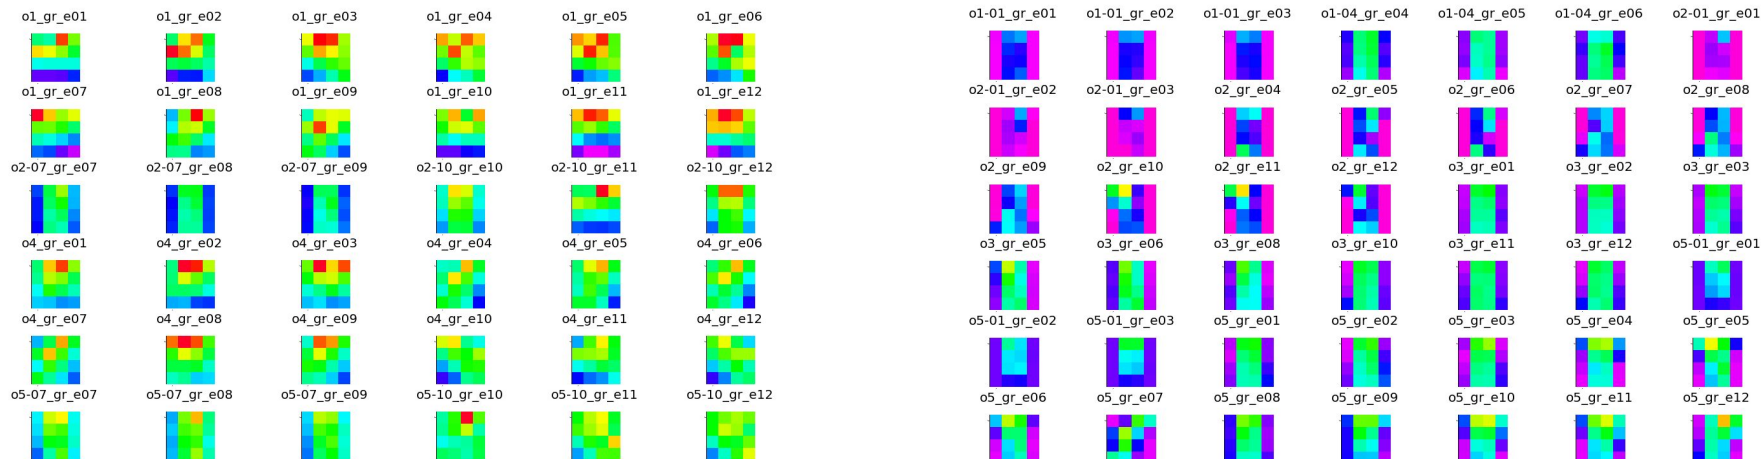 o1_gr_e01 o1_gr_e02 o1_gr_e03 o1_gr_e04 o1_gr_e05 o1_gr_e06
o1_gr_e07 o1_gr_e08 o1_gr_e09 o1_gr_e10 o1_gr_e11 o1_gr_e12
o2-07_gr_e07 o2-07_gr_e08 o2-07_gr_e09 o2-10_gr_e10 o2-10_gr_e11 o2-10_gr_e12
o4_gr_e01 o4_gr_e02 o4_gr_e03 o4_gr_e04 o4_gr_e05 o4_gr_e06
o4_gr_e07 o4_gr_e08 o4_gr_e09 o4_gr_e10 o4_gr_e11 o4_gr_e12
o5-07_gr_e07 o5-07_gr_e08 o5-07_gr_e09 o5-10_gr_e10 o5-10_gr_e11 o5-10_gr_e12
o1-01_gr_e01 o1-01_gr_e02 o1-01_gr_e03 o1-04_gr_e04 o1-04_gr_e05 o1-04_gr_e06 o2-01_gr_e01
o2-01_gr_e02 o2-01_gr_e03 o2_gr_e04 o2_gr_e05 o2_gr_e06 o2_gr_e07 o2_gr_e08
o2_gr_e09 o2_gr_e10 o2_gr_e11 o2_gr_e12 o3_gr_e01 o3_gr_e02 o3_gr_e03
o3_gr_e05 o3_gr_e06 o3_gr_e08 o3_gr_e10 o3_gr_e11 o3_gr_e12 o5-01_gr_e01
o5-01_gr_e02 o5-01_gr_e03 o5_gr_e01 o5_gr_e02 o5_gr_e03 o5_gr_e04 o5_gr_e05
o5_gr_e06 o5_gr_e07 o5_gr_e08 o5_gr_e09 o5_gr_e10 o5_gr_e11 o5_gr_e12